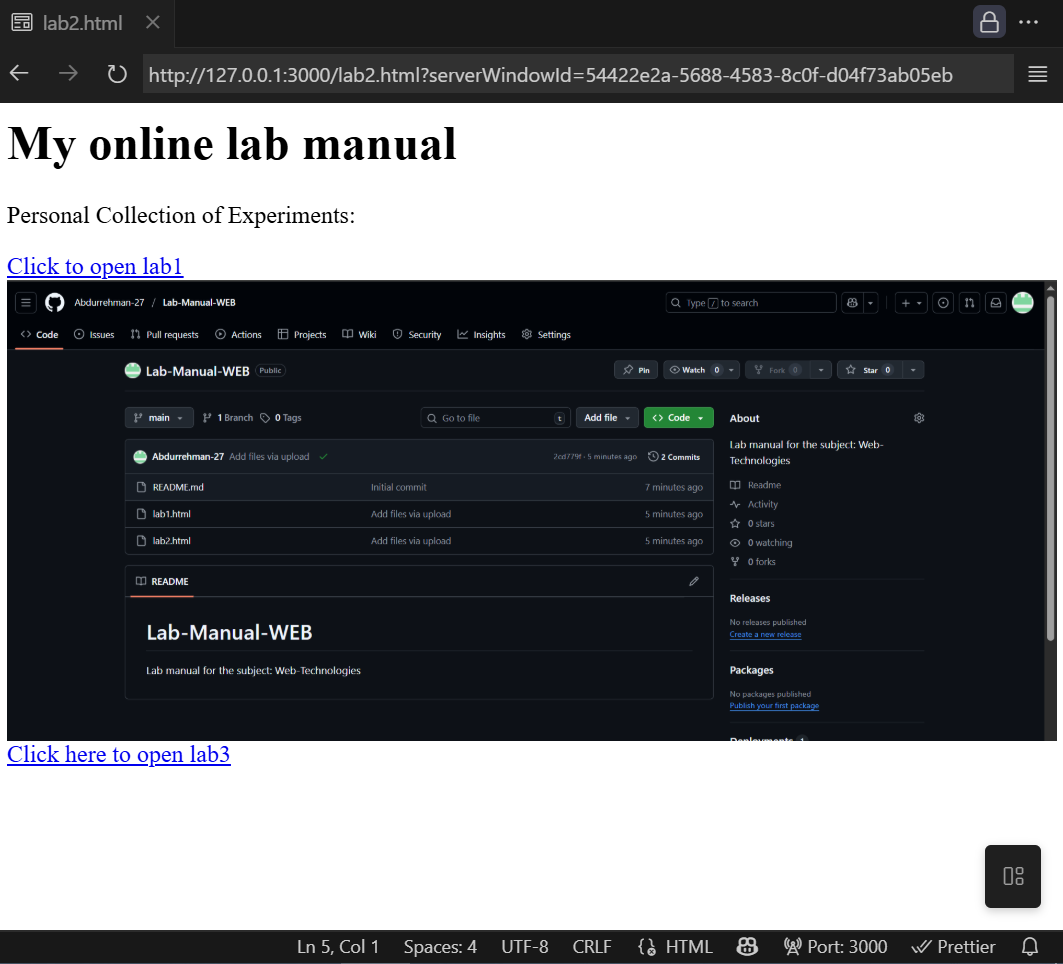 lab2.html
http://127.0.0.1:3000/lab2.html?serverWindowId=54422e2a-5688-4583-8c0f-d04f73ab05eb
My online lab manual
Personal Collection of Experiments:
Click to open lab1
Abdurrehman-27 / Lab-Manual-WEB Type / to search
Code Issues Pull requests Actions Projects Wiki Security Insights Settings
Lab-Manual-WEB Public Pin Watch 0 Fork 0 Star 0
main 1 Branch 0 Tags Go to file t Add file Code About
Lab manual for the subject: Web-
Technologies
Abdurrehman-27 Add files via upload 2cd779f · 5 minutes ago 2 Commits
README.md Initial commit 7 minutes ago
lab1.html Add files via upload 5 minutes ago
lab2.html Add files via upload 5 minutes ago
Readme
Activity
0 stars
0 watching
0 forks
README
Lab-Manual-WEB
Lab manual for the subject: Web-Technologies
Releases
No releases published
Create a new release
Packages
No packages published
Publish your first package
Deployments 1
Click here to open lab3
Ln 5, Col 1 Spaces: 4 UTF-8 CRLF HTML Port: 3000 Prettier